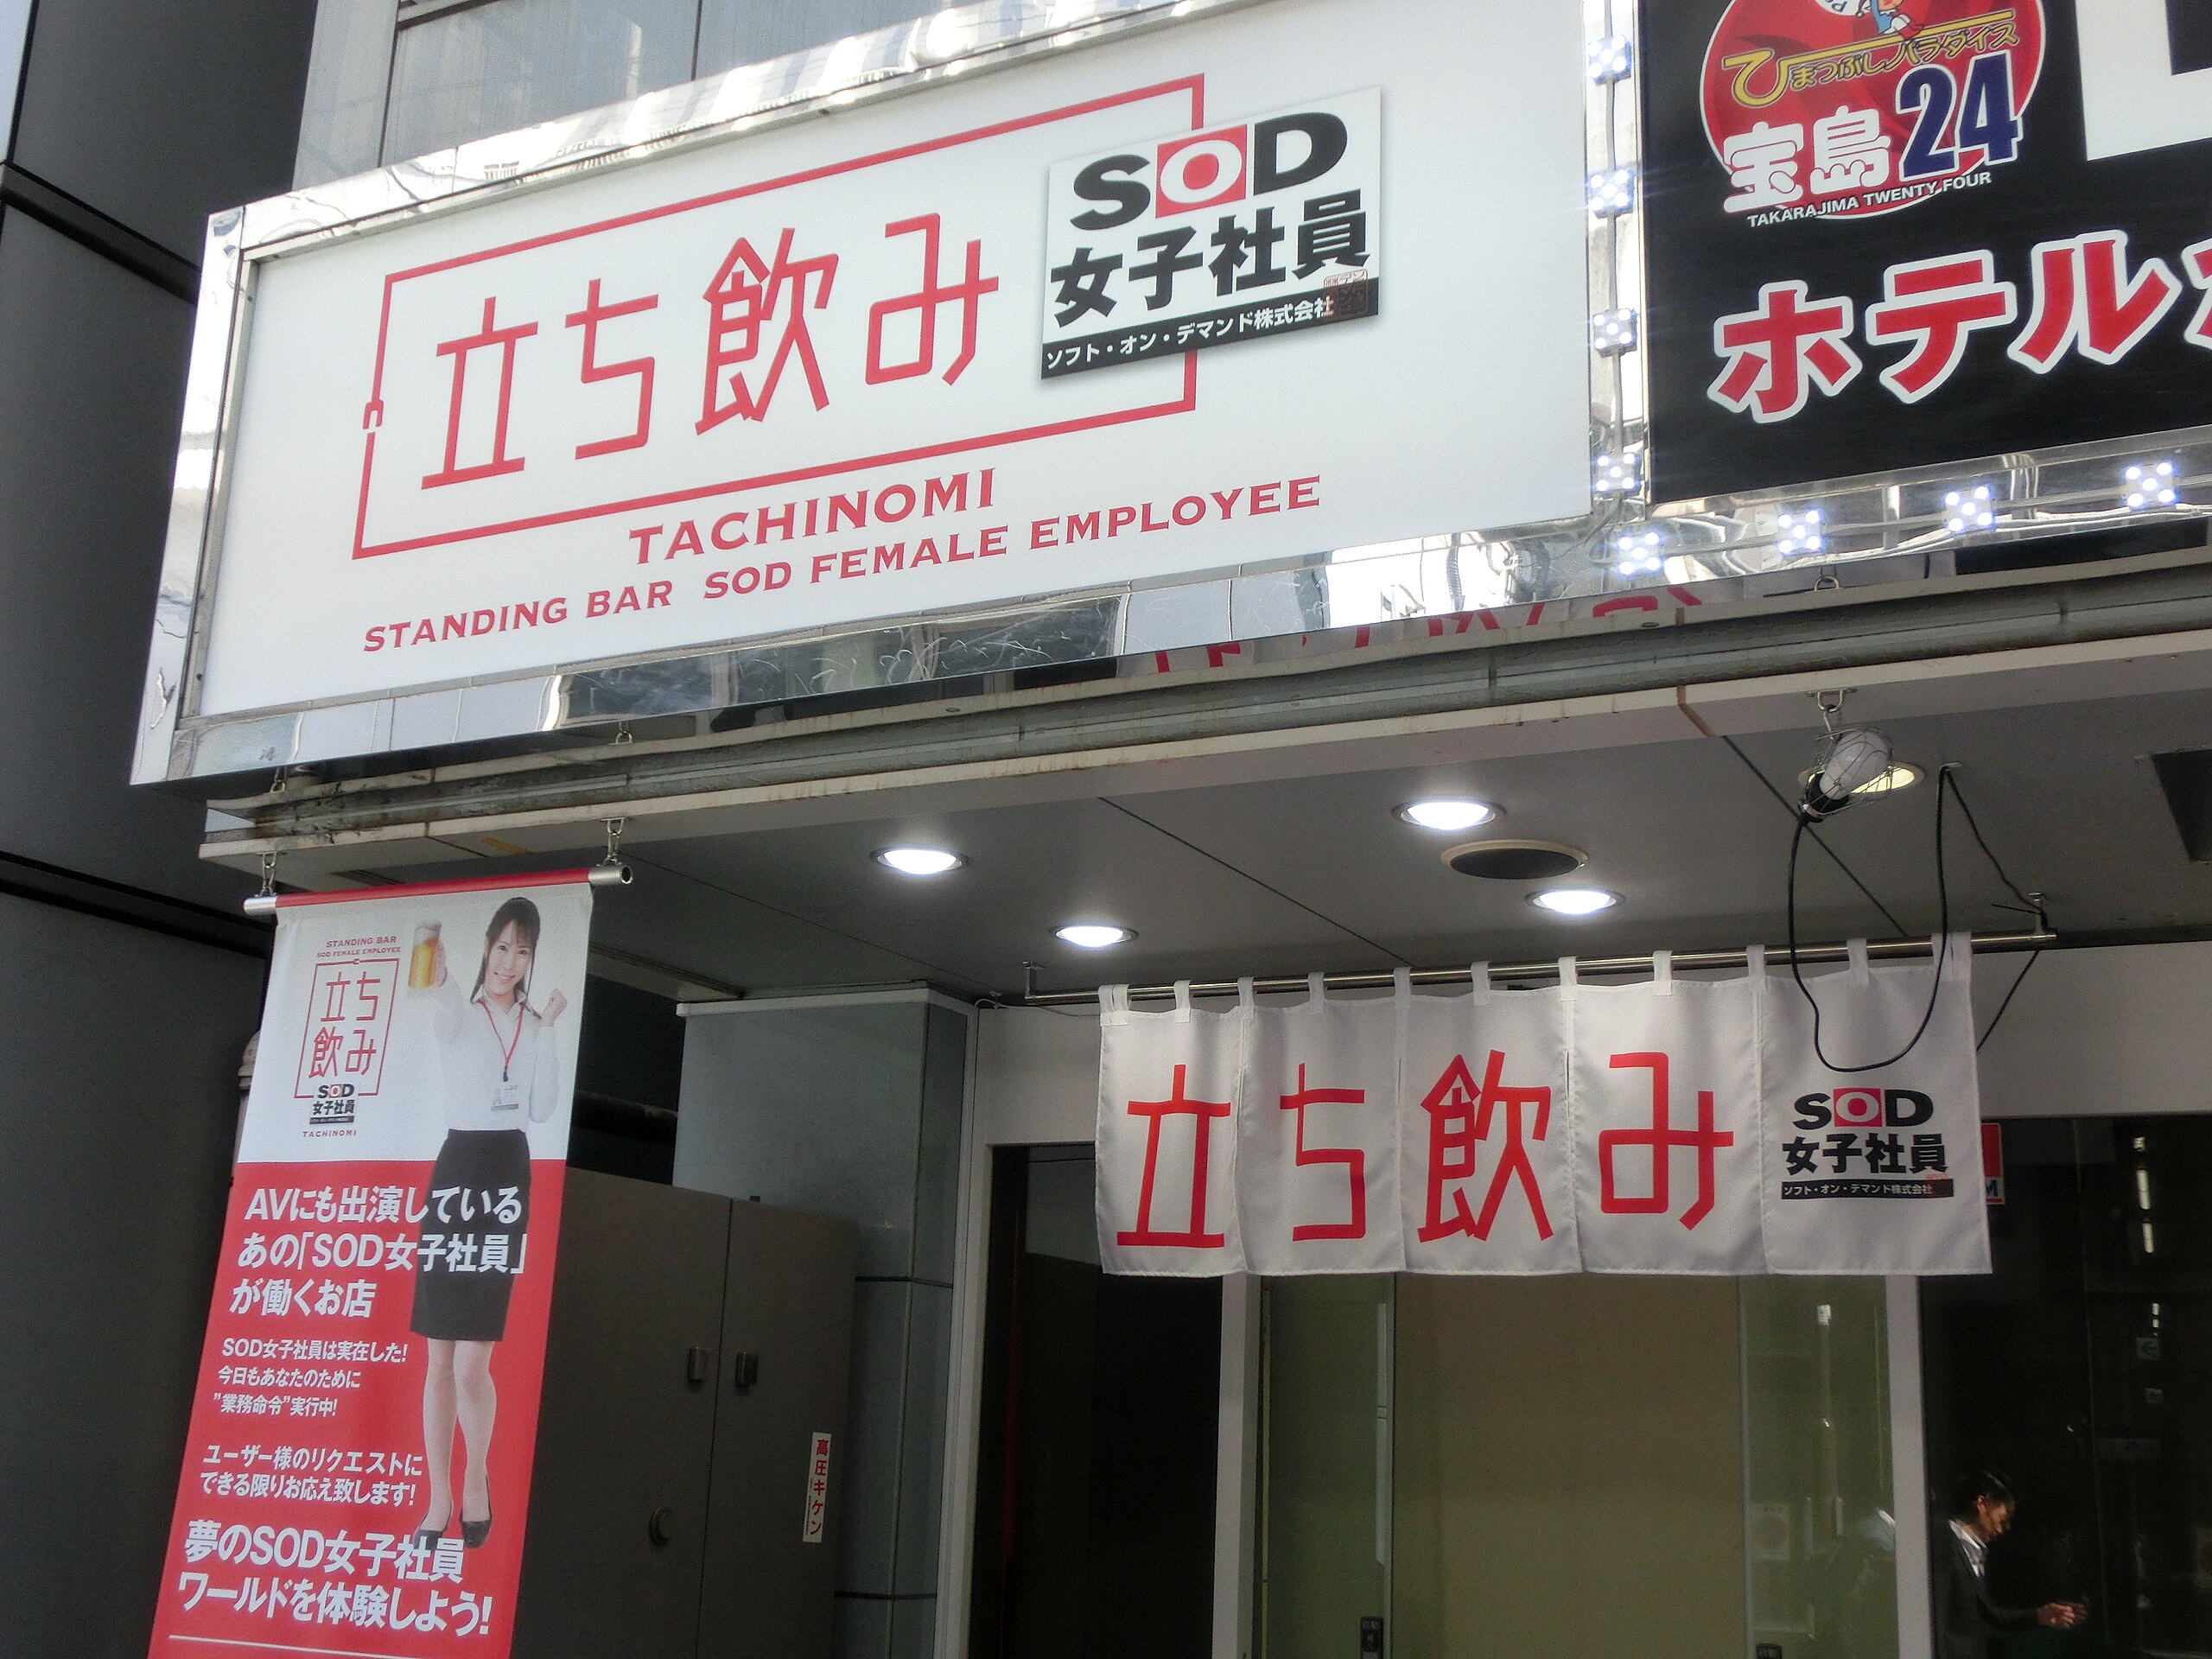 立ち飲み
SOD
女子社員
ソフト・オン・デマンド株式会社
TACHINOMI
STANDING BAR SOD FEMALE EMPLOYEE
ひまつぶしパラダイス
宝島24
TAKARAJIMA TWENTY FOUR
ホテル
STANDING BAR
SOD FEMALE EMPLOYEE
立ち
飲み
SOD
女子社員
TACHINOMI
AVにも出演している
あの「SOD女子社員」
が働くお店
SOD女子社員は実在した!
今日もあなたのために
"業務命令"実行中!
ユーザー様のリクエストに
できる限りお応え致します!
夢のSOD女子社員
ワールドを体験しよう!
高圧キケン
立ち飲み
SOD
女子社員
ソフト・オン・デマンド株式会社